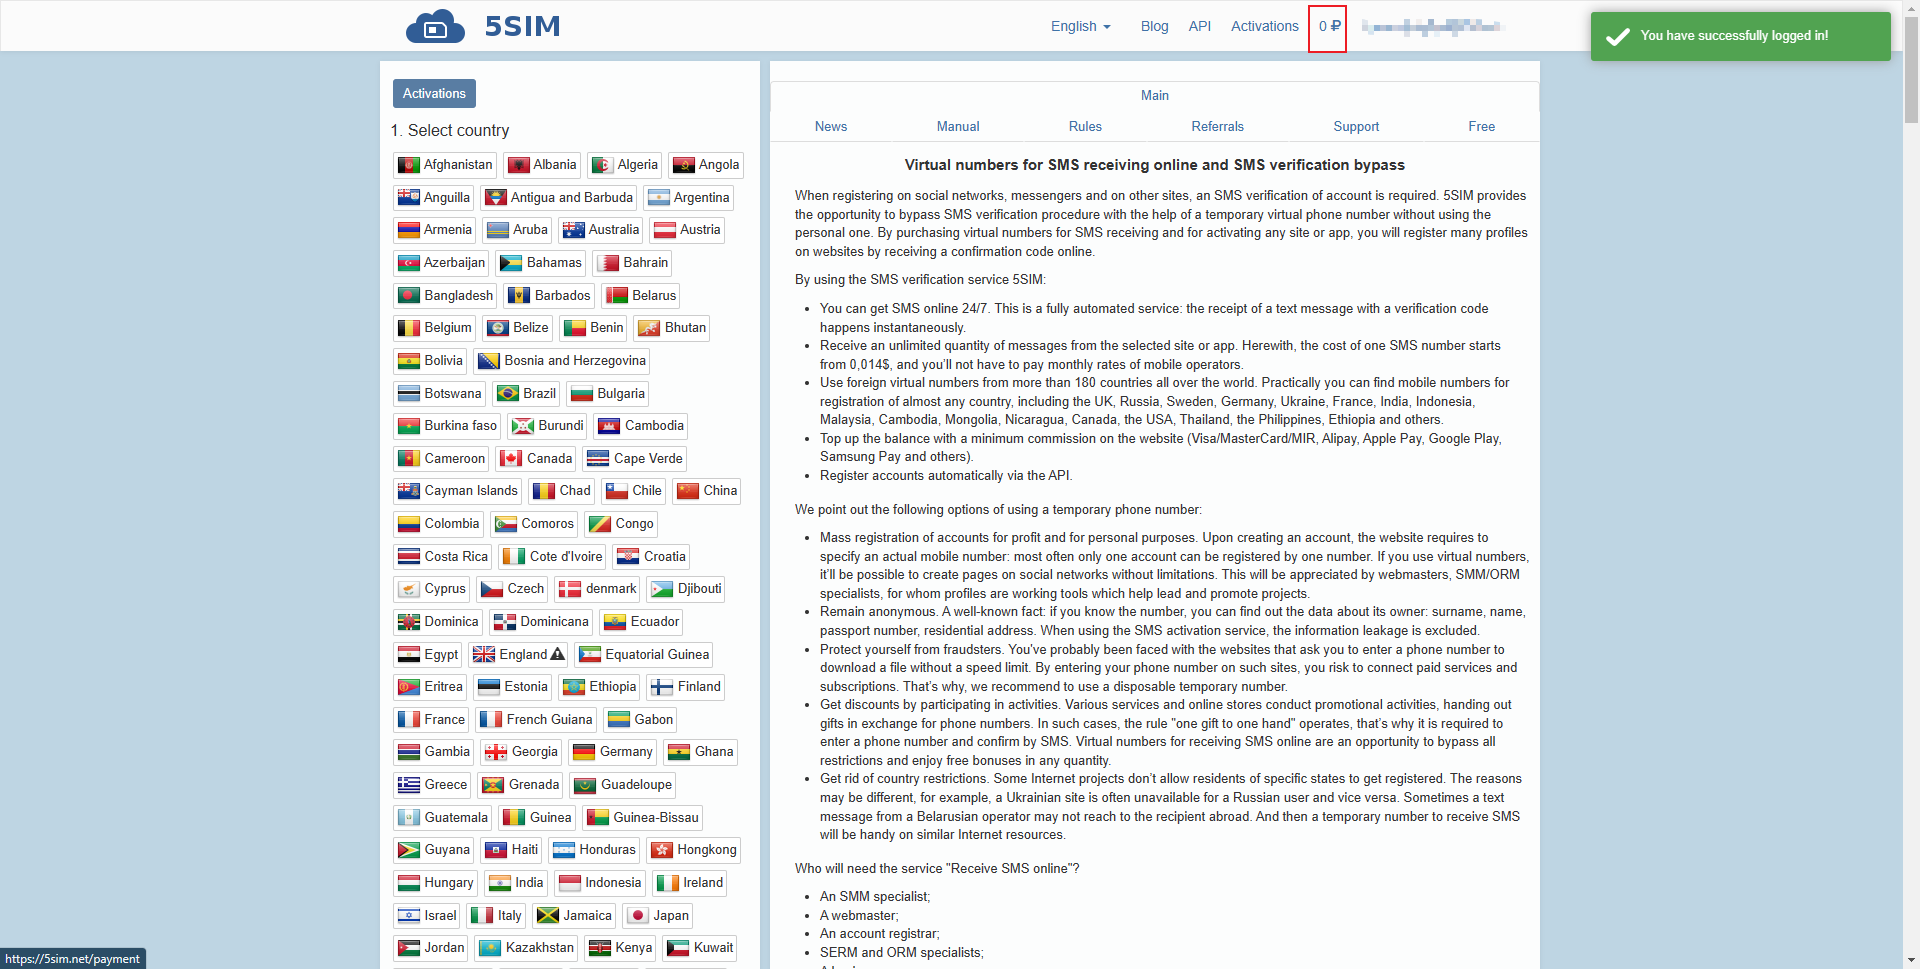 5SIM
English
Blog
API
Activations
0 ₽
You have successfully logged in!
Activations
1. Select country
Afghanistan Albania Algeria Angola
Anguilla Antigua and Barbuda Argentina
Armenia Aruba Australia Austria
Azerbaijan Bahamas Bahrain
Bangladesh Barbados Belarus
Belgium Belize Benin Bhutan
Bolivia Bosnia and Herzegovina
Botswana Brazil Bulgaria
Burkina faso Burundi Cambodia
Cameroon Canada Cape Verde
Cayman Islands Chad Chile China
Colombia Comoros Congo
Costa Rica Cote d'Ivoire Croatia
Cyprus Czech denmark Djibouti
Dominica Dominicana Ecuador
Egypt England Equatorial Guinea
Eritrea Estonia Ethiopia Finland
France French Guiana Gabon
Gambia Georgia Germany Ghana
Greece Grenada Guadeloupe
Guatemala Guinea Guinea-Bissau
Guyana Haiti Honduras Hongkong
Hungary India Indonesia Ireland
Israel Italy Jamaica Japan
Jordan Kazakhstan Kenya Kuwait
Main
News Manual Rules Referrals Support Free
Virtual numbers for SMS receiving online and SMS verification bypass
When registering on social networks, messengers and on other sites, an SMS verification of account is required. 5SIM provides
the opportunity to bypass SMS verification procedure with the help of a temporary virtual phone number without using the
personal one. By purchasing virtual numbers for SMS receiving and for activating any site or app, you will register many profiles
on websites by receiving a confirmation code online.
By using the SMS verification service 5SIM:
• You can get SMS online 24/7. This is a fully automated service: the receipt of a text message with a verification code
happens instantaneously.
• Receive an unlimited quantity of messages from the selected site or app. Herewith, the cost of one SMS number starts
from 0,014$, and you'll not have to pay monthly rates of mobile operators.
• Use foreign virtual numbers from more than 180 countries all over the world. Practically you can find mobile numbers for
registration of almost any country, including the UK, Russia, Sweden, Germany, Ukraine, France, India, Indonesia,
Malaysia, Cambodia, Mongolia, Nicaragua, Canada, the USA, Thailand, the Philippines, Ethiopia and others.
• Top up the balance with a minimum commission on the website (Visa/MasterCard/MIR, Alipay, Apple Pay, Google Play,
Samsung Pay and others).
• Register accounts automatically via the API.
We point out the following options of using a temporary phone number:
• Mass registration of accounts for profit and for personal purposes. Upon creating an account, the website requires to
specify an actual mobile number: most often only one account can be registered by one number. If you use virtual numbers,
it'll be possible to create pages on social networks without limitations. This will be appreciated by webmasters, SMM/ORM
specialists, for whom profiles are working tools which help lead and promote projects.
• Remain anonymous. A well-known fact: if you know the number, you can find out the data about its owner: surname, name,
passport number, residential address. When using the SMS activation service, the information leakage is excluded.
• Protect yourself from fraudsters. You've probably been faced with the websites that ask you to enter a phone number to
download a file without a speed limit. By entering your phone number on such sites, you risk to connect paid services and
subscriptions. That's why, we recommend to use a disposable temporary number.
• Get discounts by participating in activities. Various services and online stores conduct promotional activities, handing out
gifts in exchange for phone numbers. In such cases, the rule "one gift to one hand" operates, that's why it is required to
enter a phone number and confirm by SMS. Virtual numbers for receiving SMS online are an opportunity to bypass all
restrictions and enjoy free bonuses in any quantity.
• Get rid of country restrictions. Some Internet projects don't allow residents of specific states to get registered. The reasons
may be different, for example, a Ukrainian site is often unavailable for a Russian user and vice versa. Sometimes a text
message from a Belarusian operator may not reach to the recipient abroad. And then a temporary number to receive SMS
will be handy on similar Internet resources.
Who will need the service "Receive SMS online"?
• An SMM specialist;
• A webmaster;
• An account registrar;
• SERM and ORM specialists;
https://5sim.net/payment